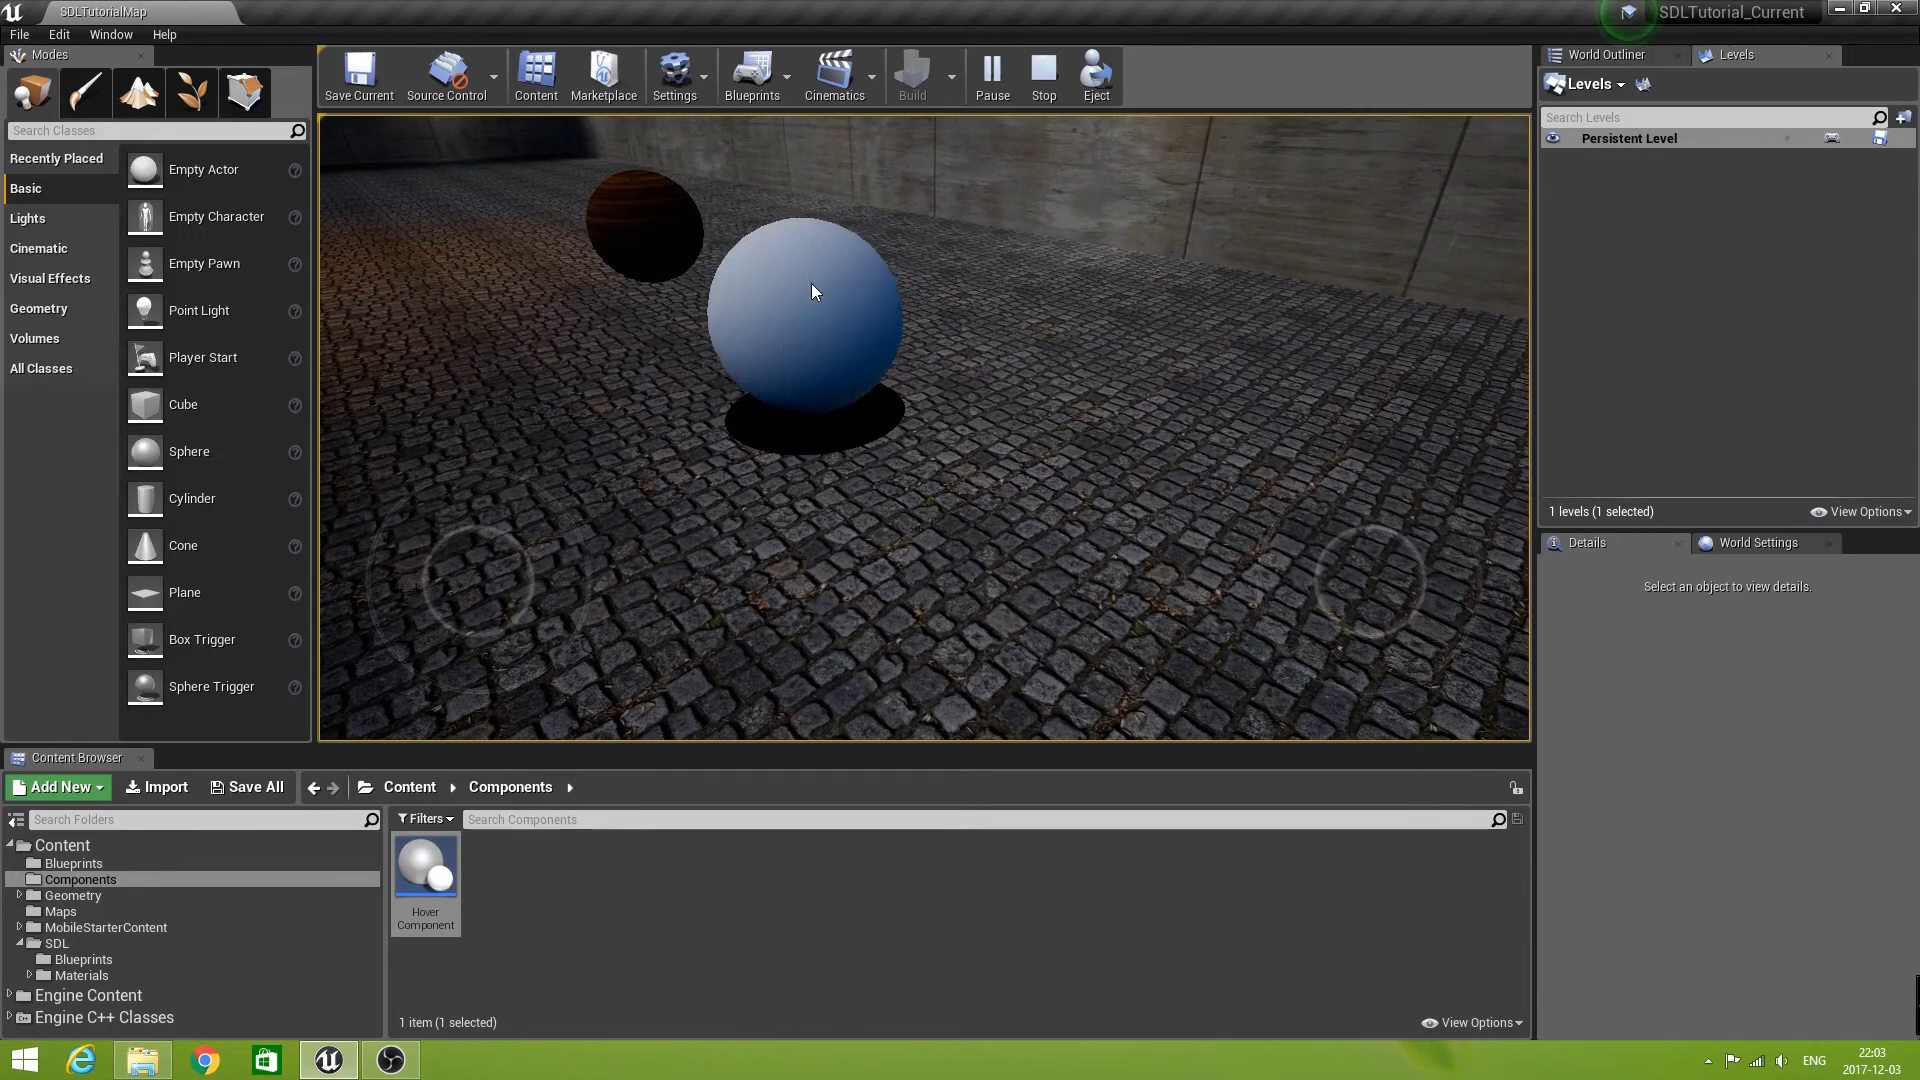 SDLTutorialMap
SDLTutorial_Current
File Edit Window Help
Modes
Search Classes
Recently Placed
Basic
Lights
Cinematic
Visual Effects
Geometry
Volumes
All Classes
Empty Actor
Empty Character
Empty Pawn
Point Light
Player Start
Cube
Sphere
Cylinder
Cone
Plane
Box Trigger
Sphere Trigger
Save Current Source Control Content Marketplace Settings Blueprints Cinematics Build Pause Stop Eject
World Outliner Levels
Levels
Search Levels
Persistent Level
1 levels (1 selected) View Options
Details World Settings
Select an object to view details.
Content Browser
Add New Import Save All Content Components
Search Folders
Filters Search Components
Content
Blueprints
Components
Geometry
Maps
MobileStarterContent
SDL
Blueprints
Materials
Engine Content
Engine C++ Classes
Hover
Component
1 item (1 selected) View Options
ENG
22:03
2017-12-03